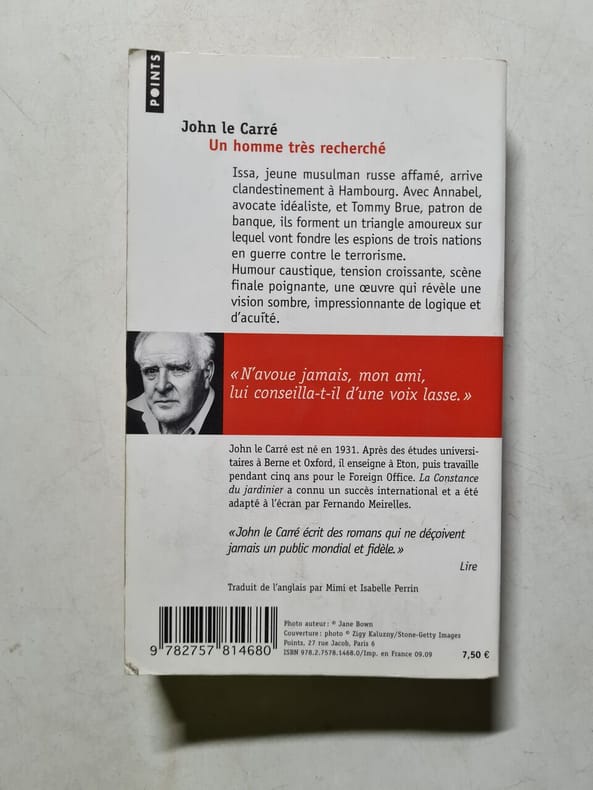 POINTS
John le Carré
Un homme très recherché
Issa, jeune musulman russe affamé, arrive
clandestinement à Hambourg. Avec Annabel,
avocate idéaliste, et Tommy Brue, patron de
banque, ils forment un triangle amoureux sur
lequel vont fondre les espions de trois nations
en guerre contre le terrorisme.
Humour caustique, tension croissante, scène
finale poignante, une œuvre qui révèle une
vision sombre, impressionnante de logique et
d'acuité.
« N'avoue jamais, mon ami,
lui conseilla-t-il d'une voix lasse. »
John le Carré est né en 1931. Après des études universi-
taires à Berne et Oxford, il enseigne à Eton, puis travaille
pendant cinq ans pour le Foreign Office. La Constance
du jardinier a connu un succès international et a été
adapté à l'écran par Fernando Meirelles.
« John le Carré écrit des romans qui ne déçoivent
jamais un public mondial et fidèle. »
Lire
Traduit de l'anglais par Mimi et Isabelle Perrin
Photo auteur : © Jane Bown
Couverture : photo © Zigy Kaluzny/Stone-Getty Images
Points, 27 rue Jacob, Paris 6
ISBN 978.2.7578.1468.0/Imp. en France 09.09
7,50 €
9 782757 814680